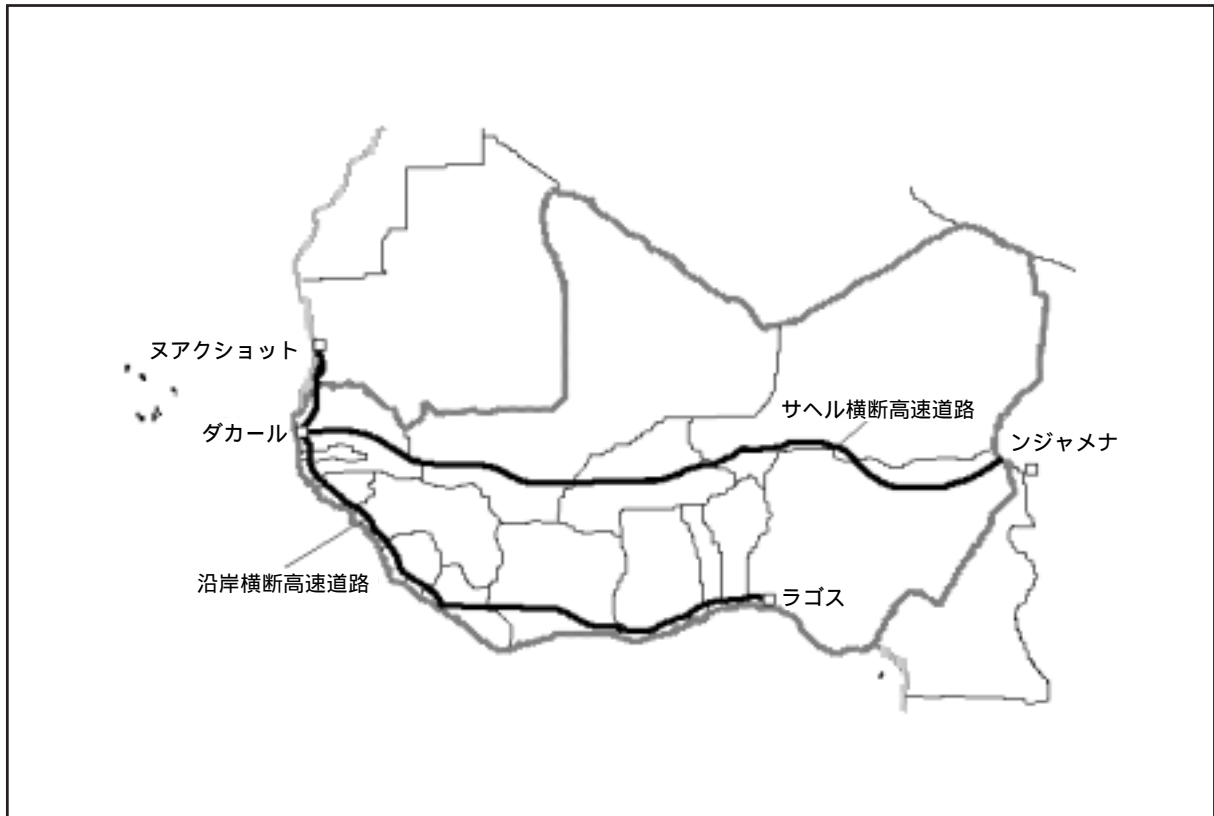 ヌアクショット
サヘル横断高速道路
ダカール
ンジャメナ
沿岸横断高速道路
ラゴス